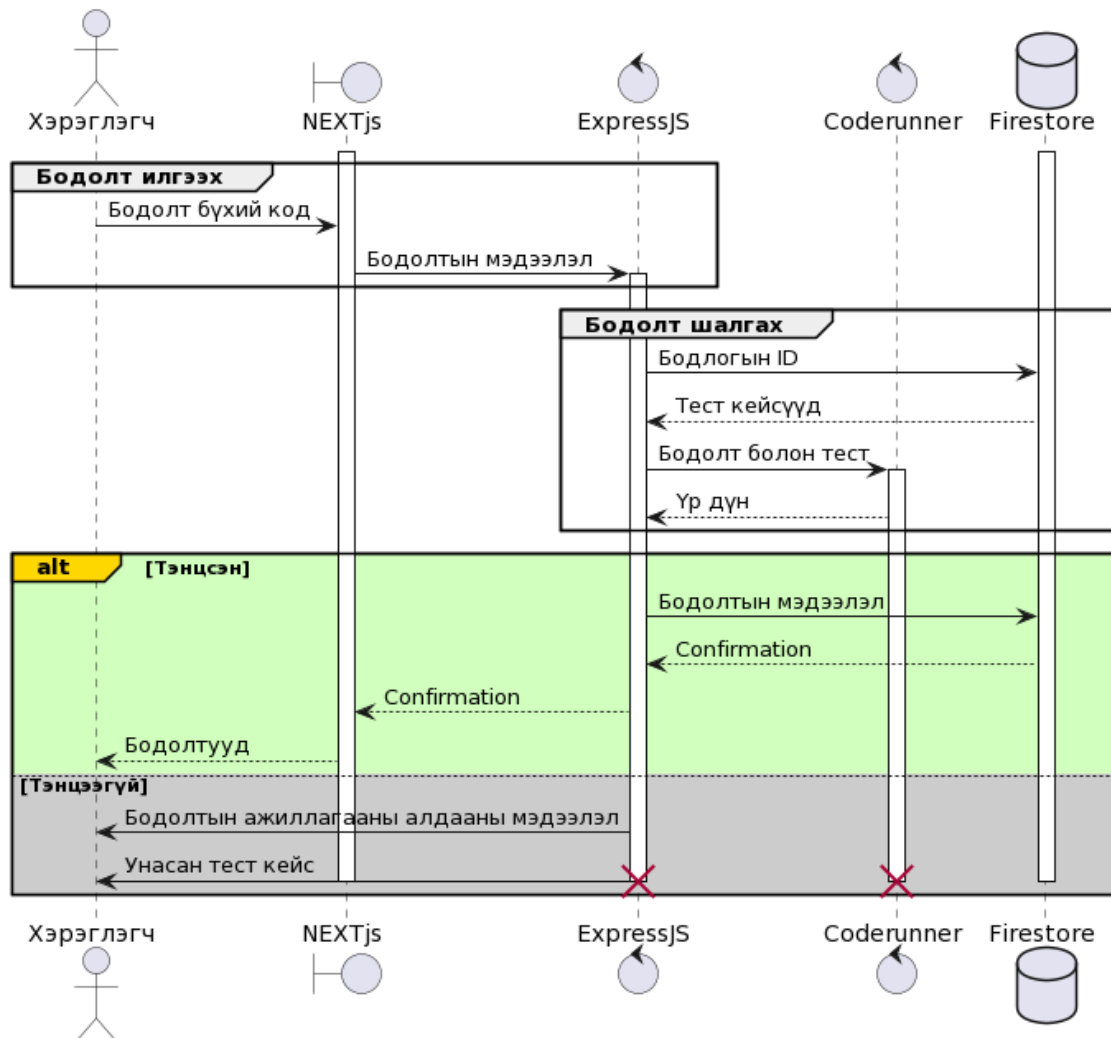 Хэрэглэгч
NEXTjs
ExpressJS
Coderunner
Firestore
Бодолт илгээх
Бодолт бүхий код
Бодолтын мэдээлэл
Бодолт шалгах
Бодлогын ID
Тест кейсүүд
Бодолт болон тест
Үр дүн
alt
[Тэнцсэн]
Бодолтын мэдээлэл
Confirmation
Confirmation
Бодолтууд
[Тэнцээгүй]
Бодолтын ажиллагааны алдааны мэдээлэл
Унасан тест кейс
Хэрэглэгч
NEXTjs
ExpressJS
Coderunner
Firestore